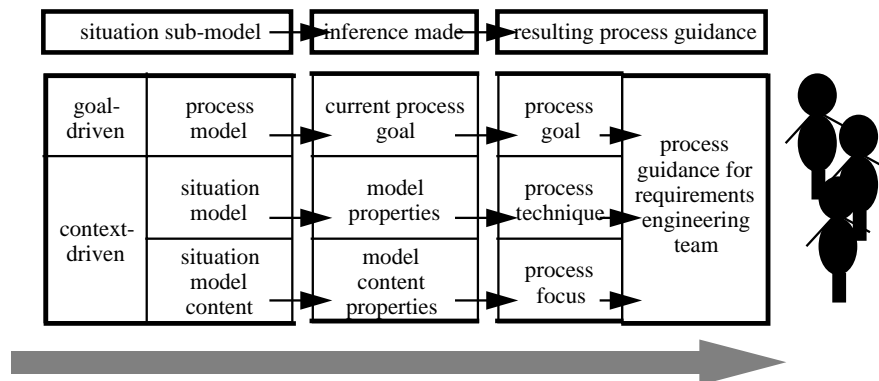 situation sub-model
inference made
resulting process guidance
goal-
driven
process
model
current process
goal
process
goal
process
guidance for
requirements
engineering
team
context-
driven
situation
model
model
properties
process
technique
situation
model
content
model
content
properties
process
focus